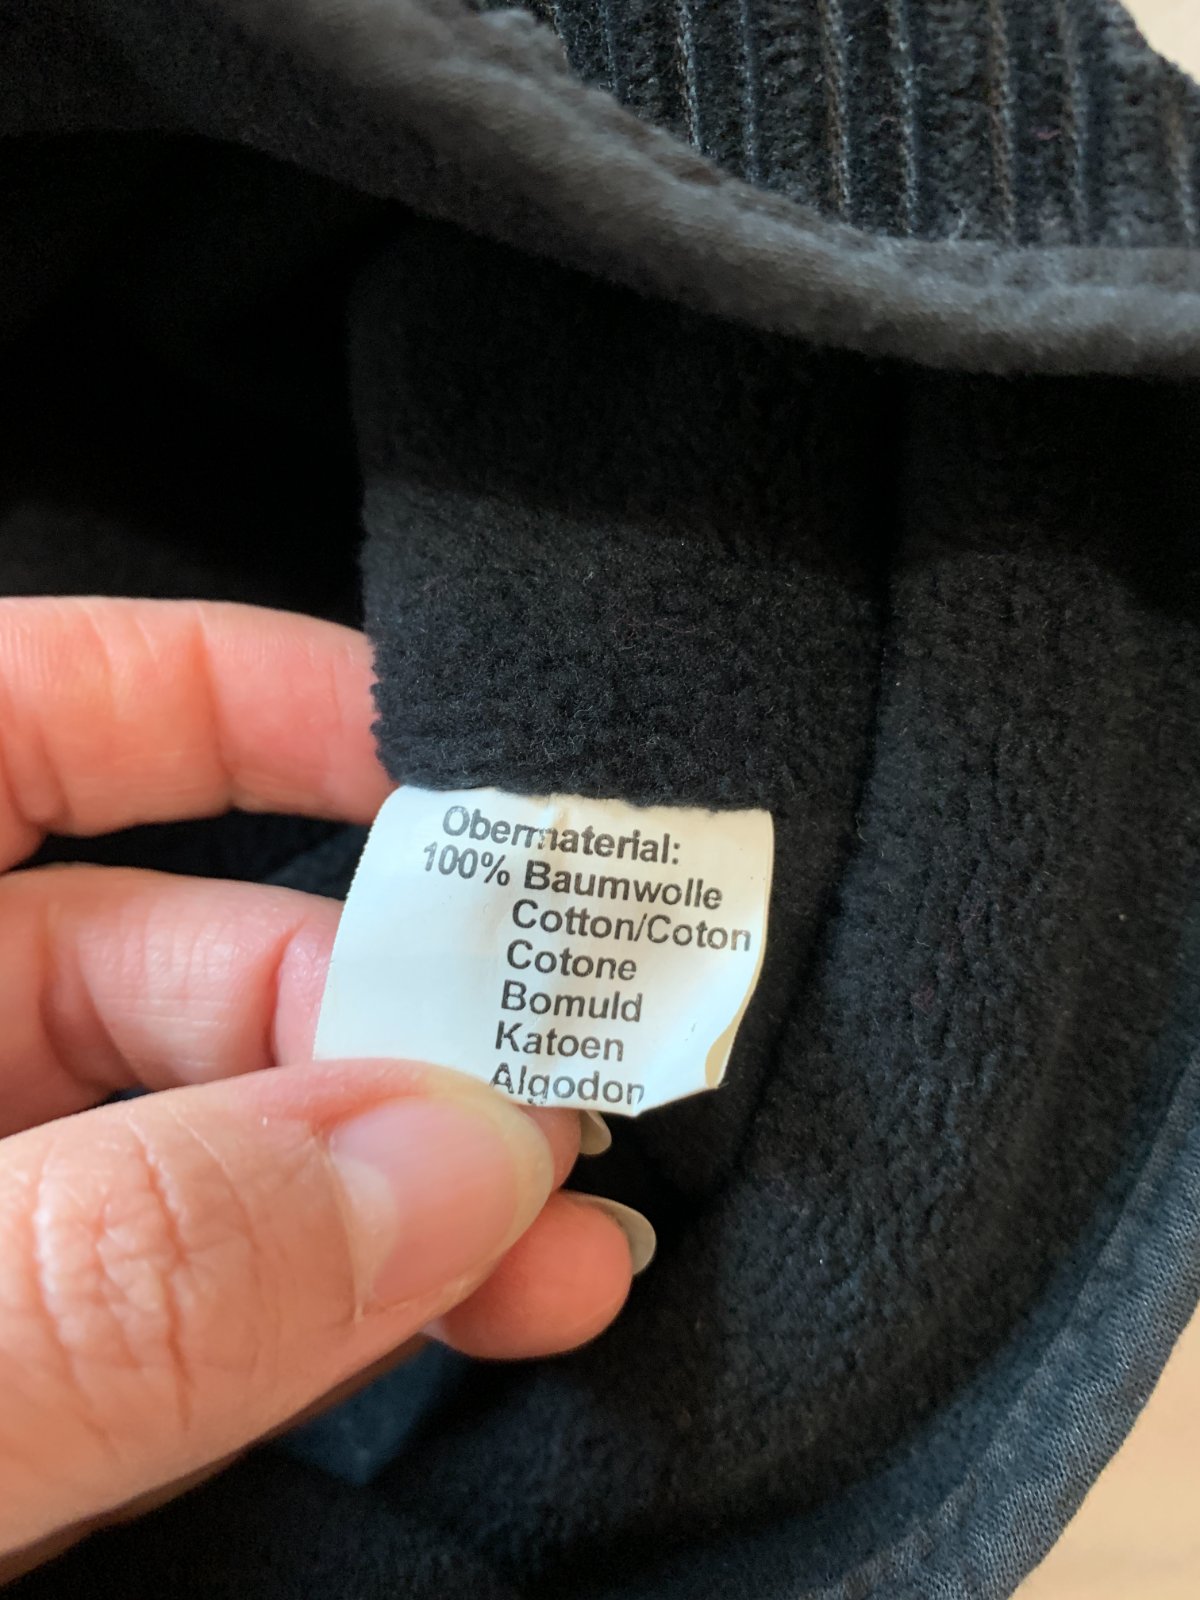 Obermaterial:
100% Baumwolle
Cotton/Coton
Cotone
Bomuld
Katoen
Algodon